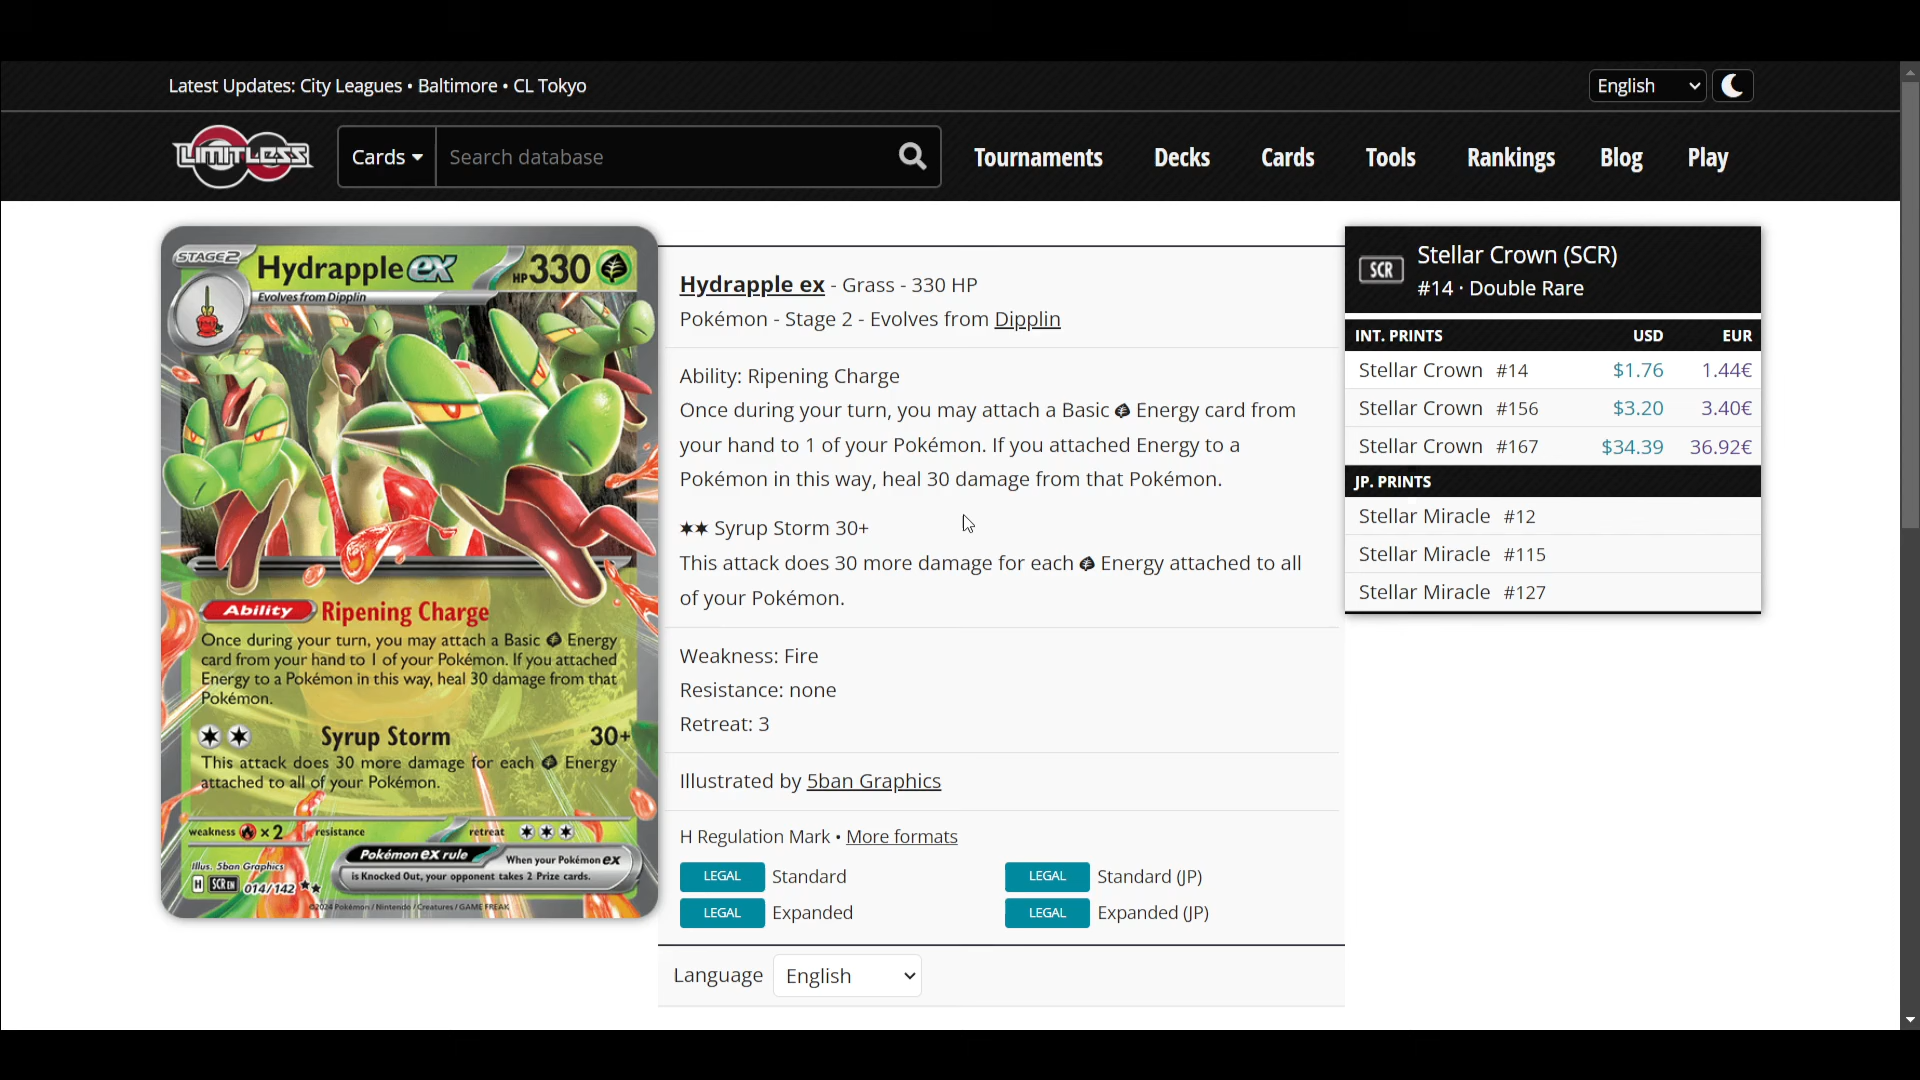 Latest Updates: City Leagues • Baltimore • CL Tokyo
English
LIMITLESS
Cards
Search database
Tournaments
Decks
Cards
Tools
Rankings
Blog
Play
STAGE2
Hydrapple ex
HP 330
Evolves from Dipplin
Ability Ripening Charge
Once during your turn, you may attach a Basic Energy
card from your hand to 1 of your Pokémon. If you attached
Energy to a Pokémon in this way, heal 30 damage from that
Pokémon.
Syrup Storm 30+
This attack does 30 more damage for each Energy
attached to all of your Pokémon.
weakness ×2 resistance retreat
Pokémon ex rule When your Pokémon ex
is Knocked Out, your opponent takes 2 Prize cards.
Illus. 5ban Graphics
H SCR EN 014/142
©2024 Pokémon / Nintendo / Creatures / GAME FREAK
Hydrapple ex - Grass - 330 HP
Pokémon - Stage 2 - Evolves from Dipplin
Ability: Ripening Charge
Once during your turn, you may attach a Basic Energy card from
your hand to 1 of your Pokémon. If you attached Energy to a
Pokémon in this way, heal 30 damage from that Pokémon.
Syrup Storm 30+
This attack does 30 more damage for each Energy attached to all
of your Pokémon.
Weakness: Fire
Resistance: none
Retreat: 3
Illustrated by 5ban Graphics
H Regulation Mark • More formats
LEGAL Standard LEGAL Standard (JP)
LEGAL Expanded LEGAL Expanded (JP)
Language English
SCR
Stellar Crown (SCR)
#14 · Double Rare
INT. PRINTS USD EUR
Stellar Crown #14 $1.76 1.44€
Stellar Crown #156 $3.20 3.40€
Stellar Crown #167 $34.39 36.92€
JP. PRINTS
Stellar Miracle #12
Stellar Miracle #115
Stellar Miracle #127